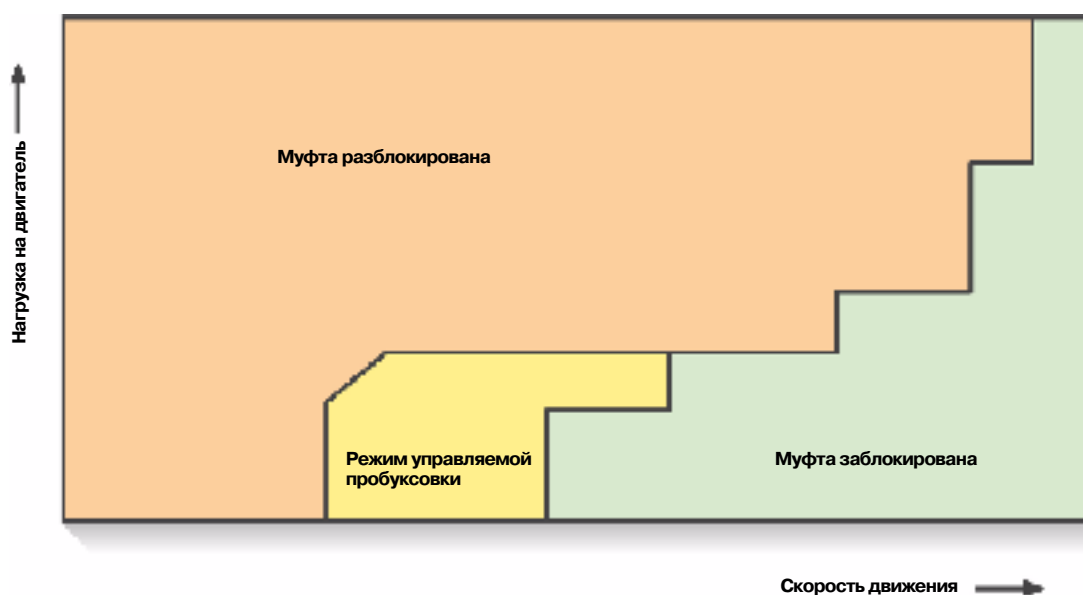 Нагрузка на двигатель
Муфта разблокирована
Режим управляемой
пробуксовки
Муфта заблокирована
Скорость движения